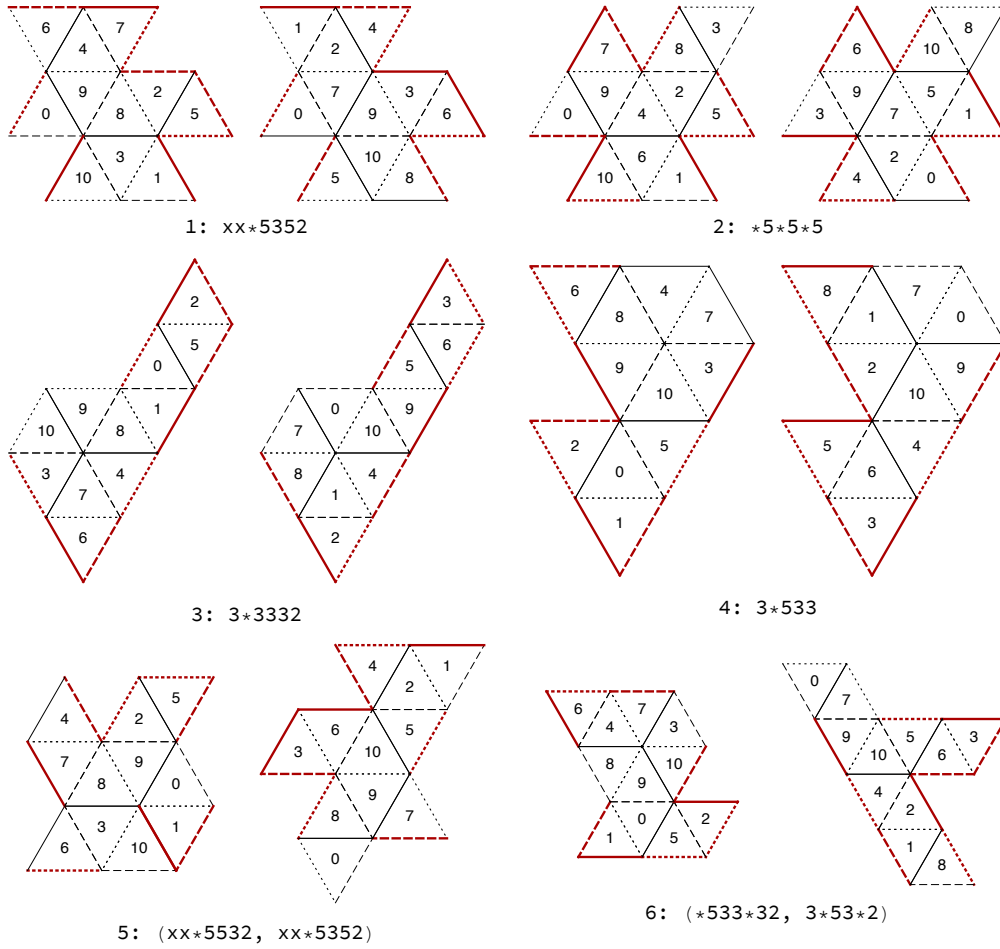 6 4 7
0 9 8 2 5
10 3 1
1 2 4
0 7 9 3 6
5 10 8
1: xx*5352
7 8 3
0 9 4 2 5
10 6 1
6 10 8
3 9 7 5 1
4 2 0
2: *5*5*5
2
0 5
10 9 8 1
3 7 4
6
3
5 6
7 0 10 9
8 1 4
2
3: 3*3332
6 8 4 7
9 10 3
2 0 5
1
8 1 7 0
2 10 9
5 6 4
3
4: 3*533
4 2 5
7 8 9 0
6 3 10 1
4 2 1
3 6 10 5
8 9 7
0
5: (xx*5532, xx*5352)
6 4 7 3
8 9 10
1 0 5 2
0 7
9 10 5 6 3
4 2
1 8
6: (*533*32, 3*53*2)